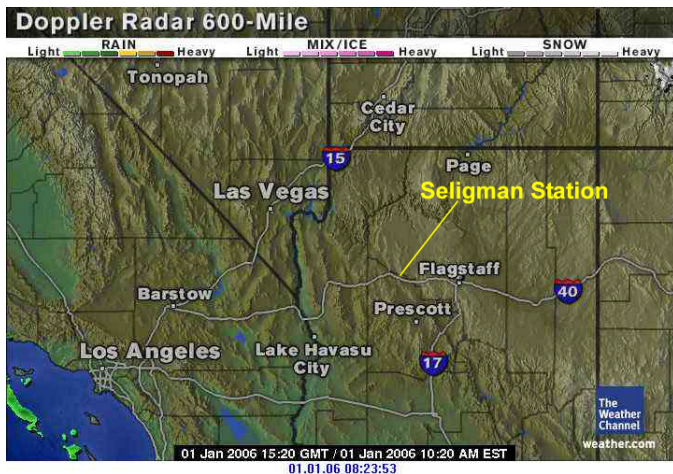 Doppler Radar 600-Mile
RAIN MIX/ICE SNOW
Light Heavy Light Heavy Light Heavy
Tonopah
Cedar
City
15
Page
Las Vegas
Seligman Station
Flagstaff
Barstow
40
Prescott
Los Angeles
Lake Havasu
City
17
The
Weather
Channel
weather.com
01 Jan 2006 15:20 GMT / 01 Jan 2006 10:20 AM EST
01.01.06 08:23:53